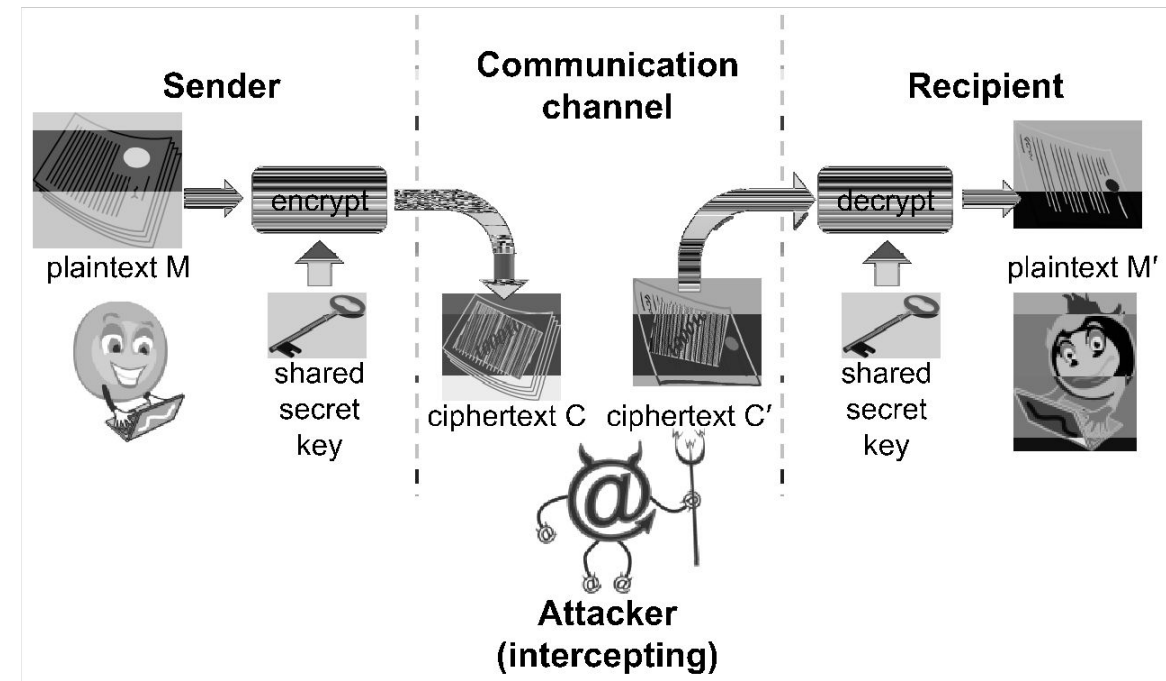 Sender
Communication
channel
Recipient
encrypt
decrypt
plaintext M
plaintext M′
shared
secret
key
shared
secret
key
ciphertext C
ciphertext C′
@
Attacker
(intercepting)